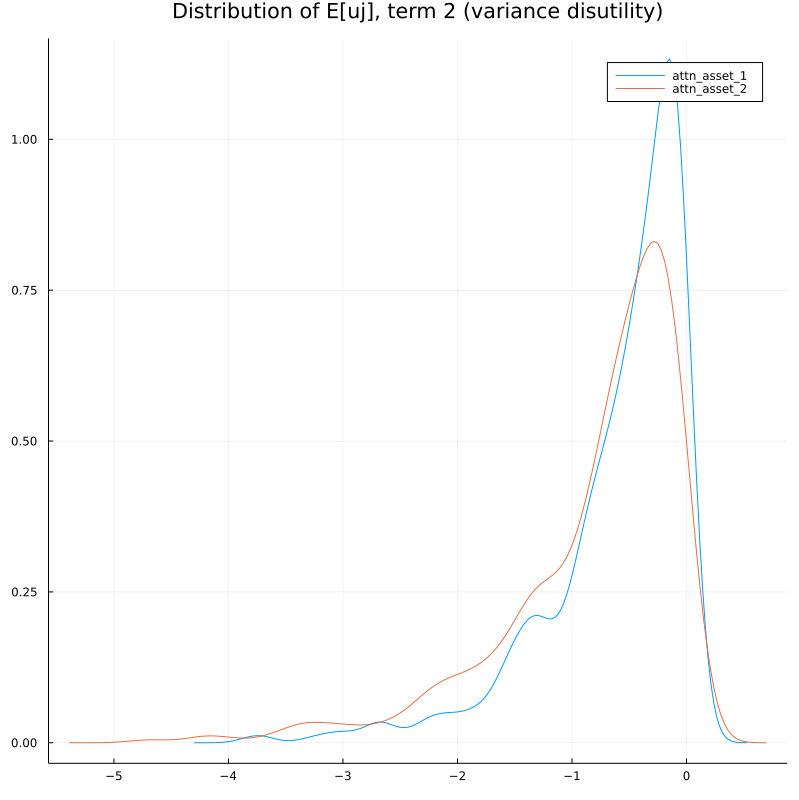 Distribution of E[uj], term 2 (variance disutility)
attn_asset_1
attn_asset_2
1.00
0.75
0.50
0.25
0.00
−5 −4 −3 −2 −1 0